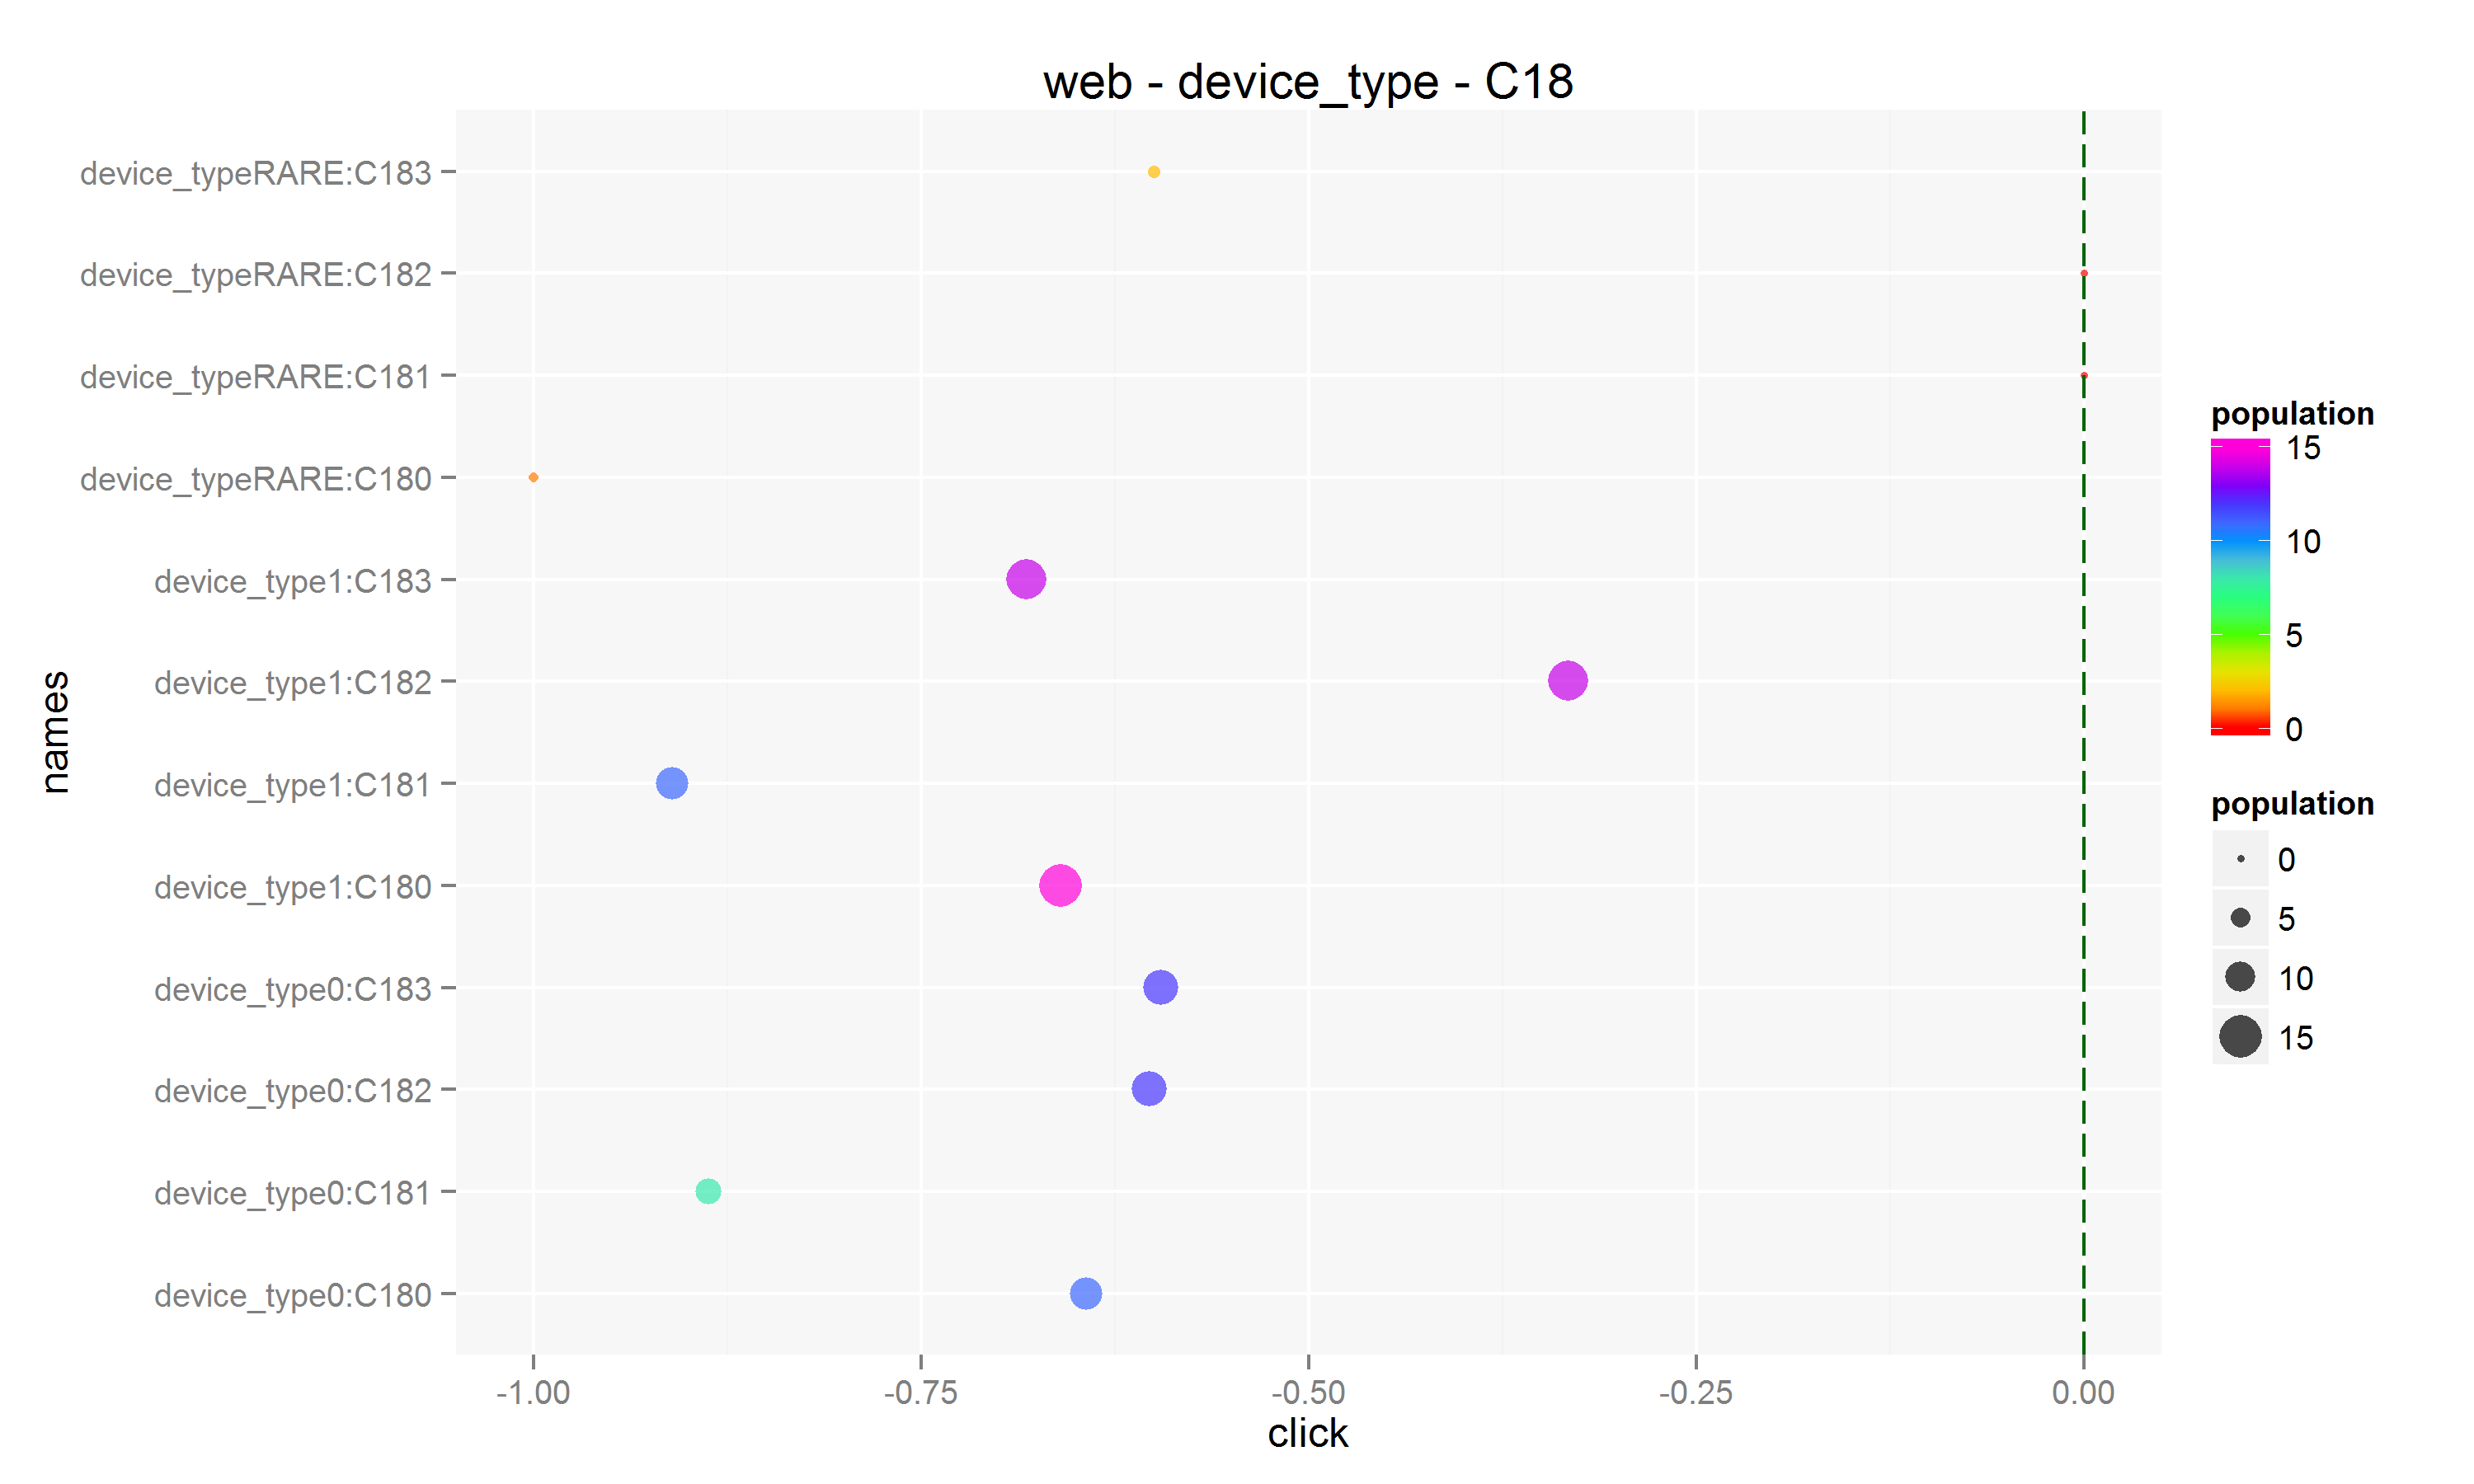 web - device_type - C18
names
device_typeRARE:C183
device_typeRARE:C182
device_typeRARE:C181
device_typeRARE:C180
device_type1:C183
device_type1:C182
device_type1:C181
device_type1:C180
device_type0:C183
device_type0:C182
device_type0:C181
device_type0:C180
-1.00
-0.75
-0.50
-0.25
0.00
click
population
15
10
5
0
population
0
5
10
15